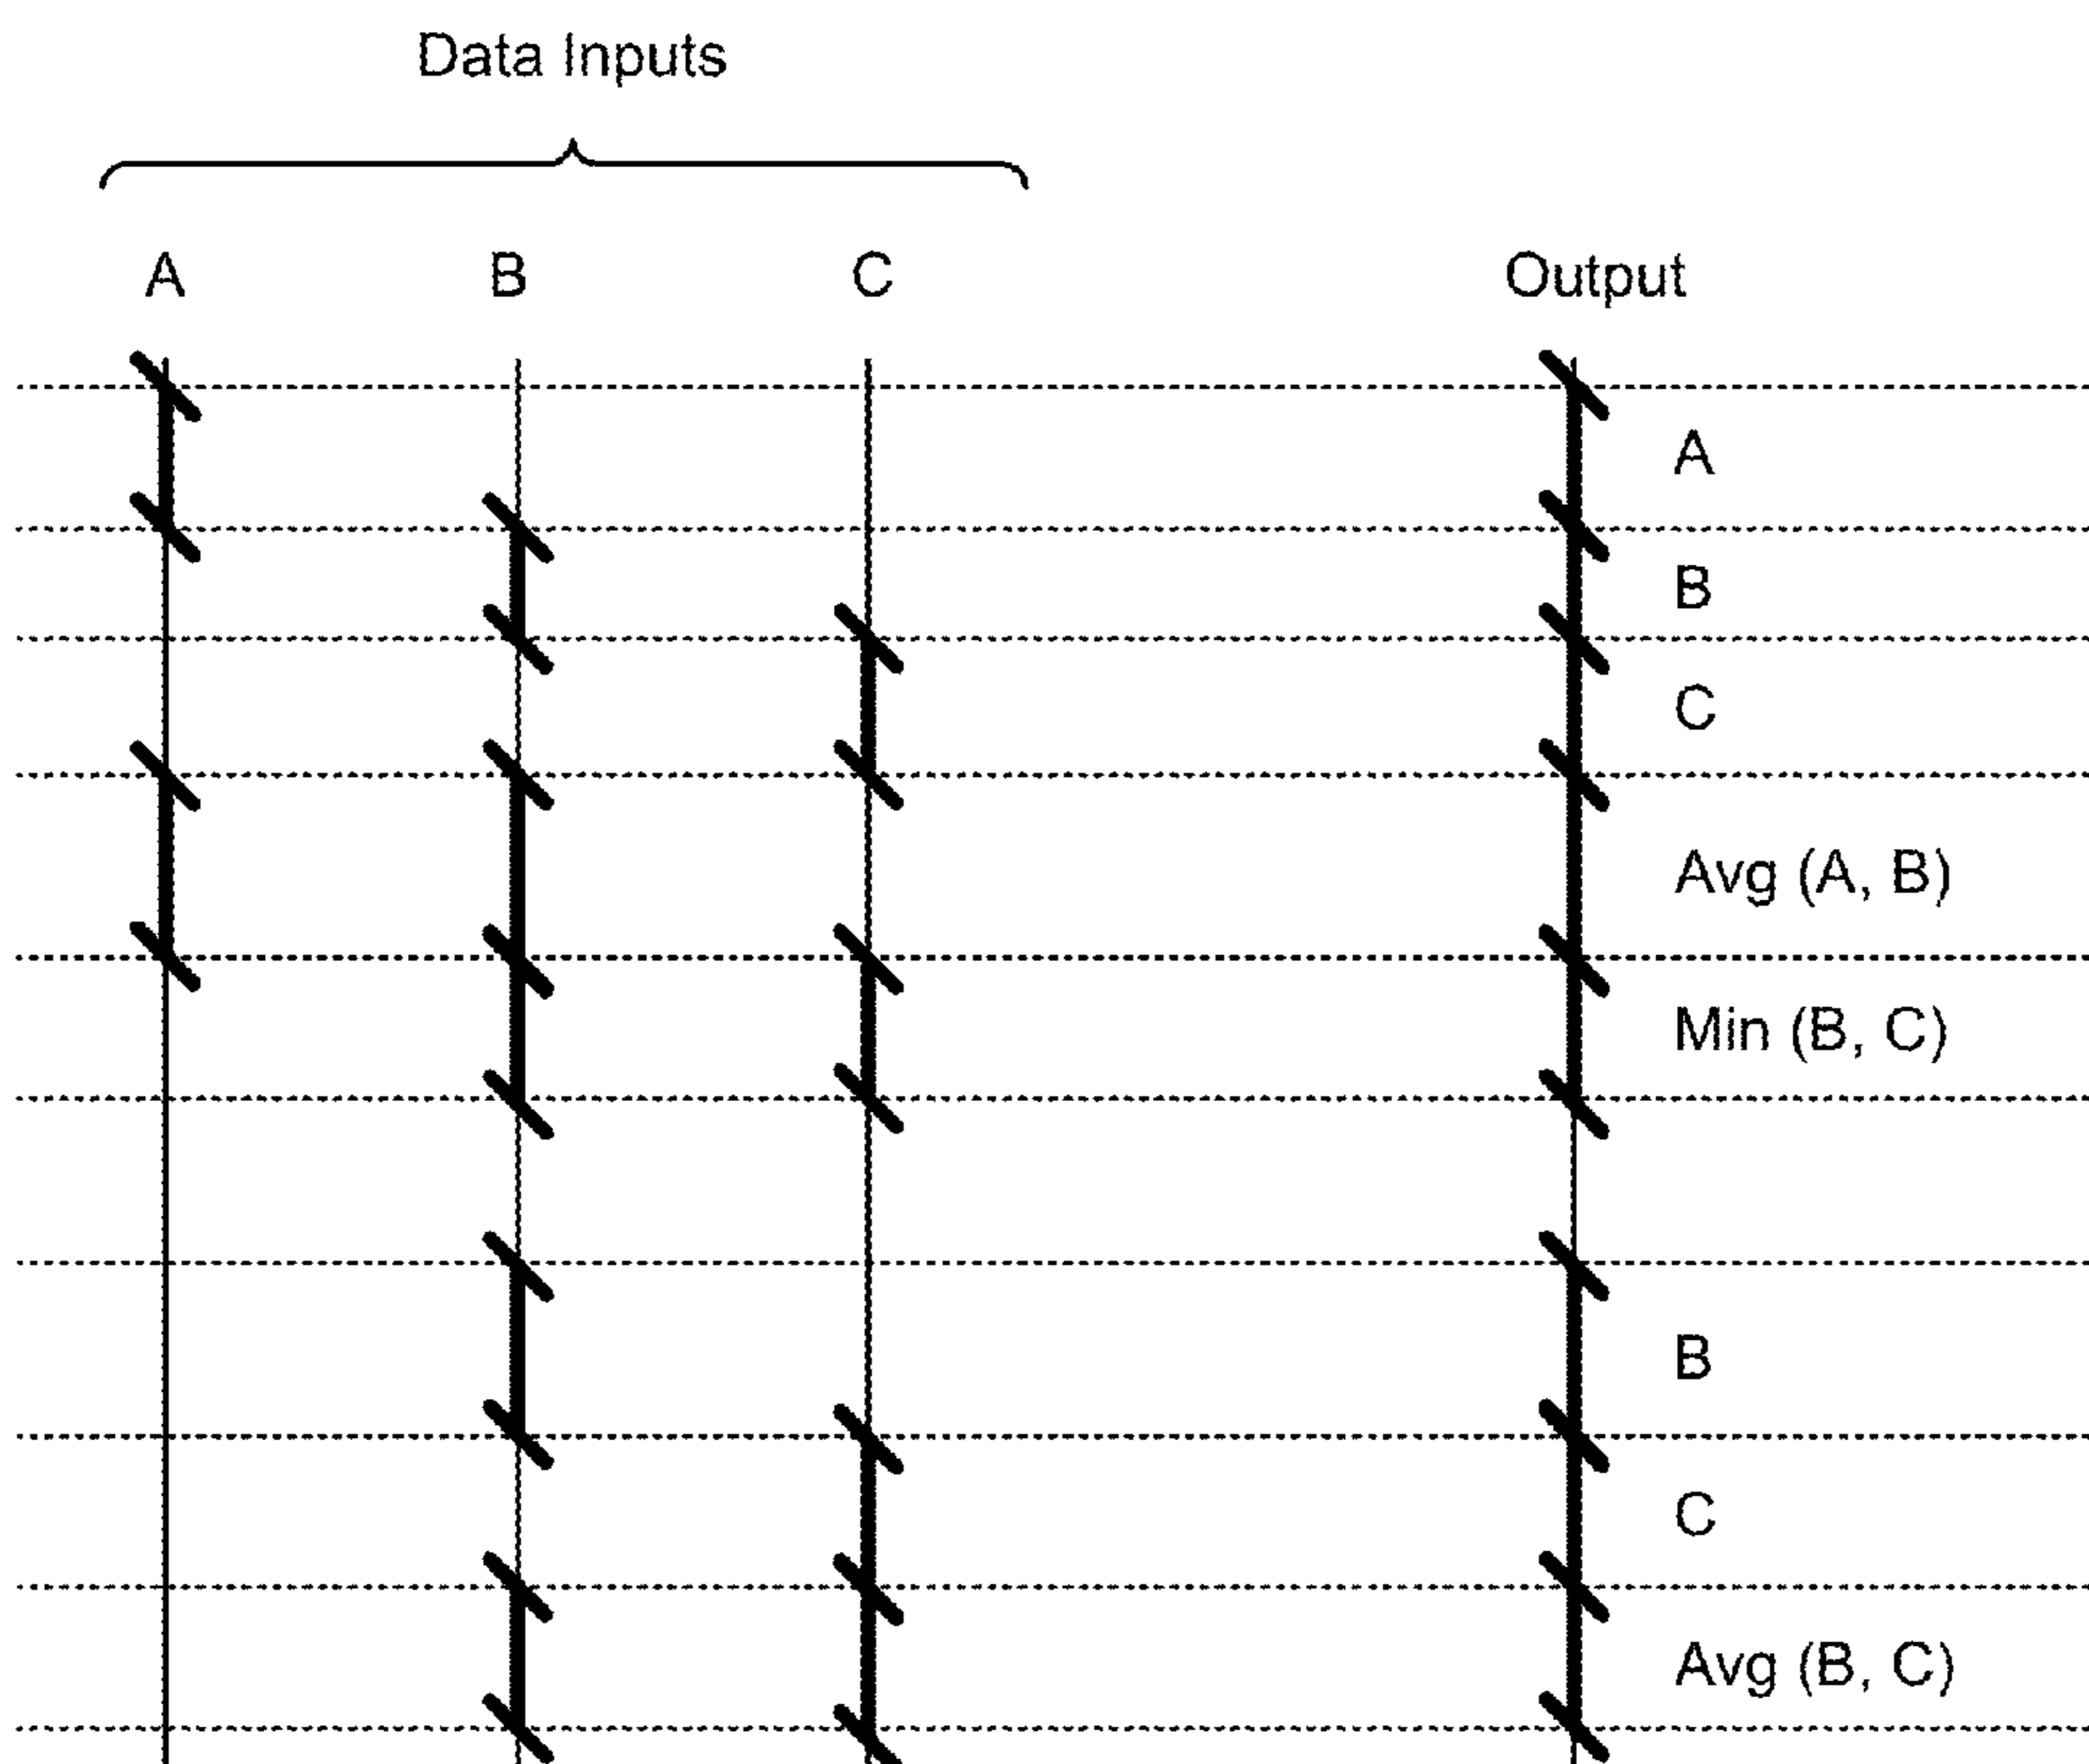 Data Inputs
A B C Output
A
B
C
Avg (A, B)
Min (B, C)
B
C
Avg (B, C)